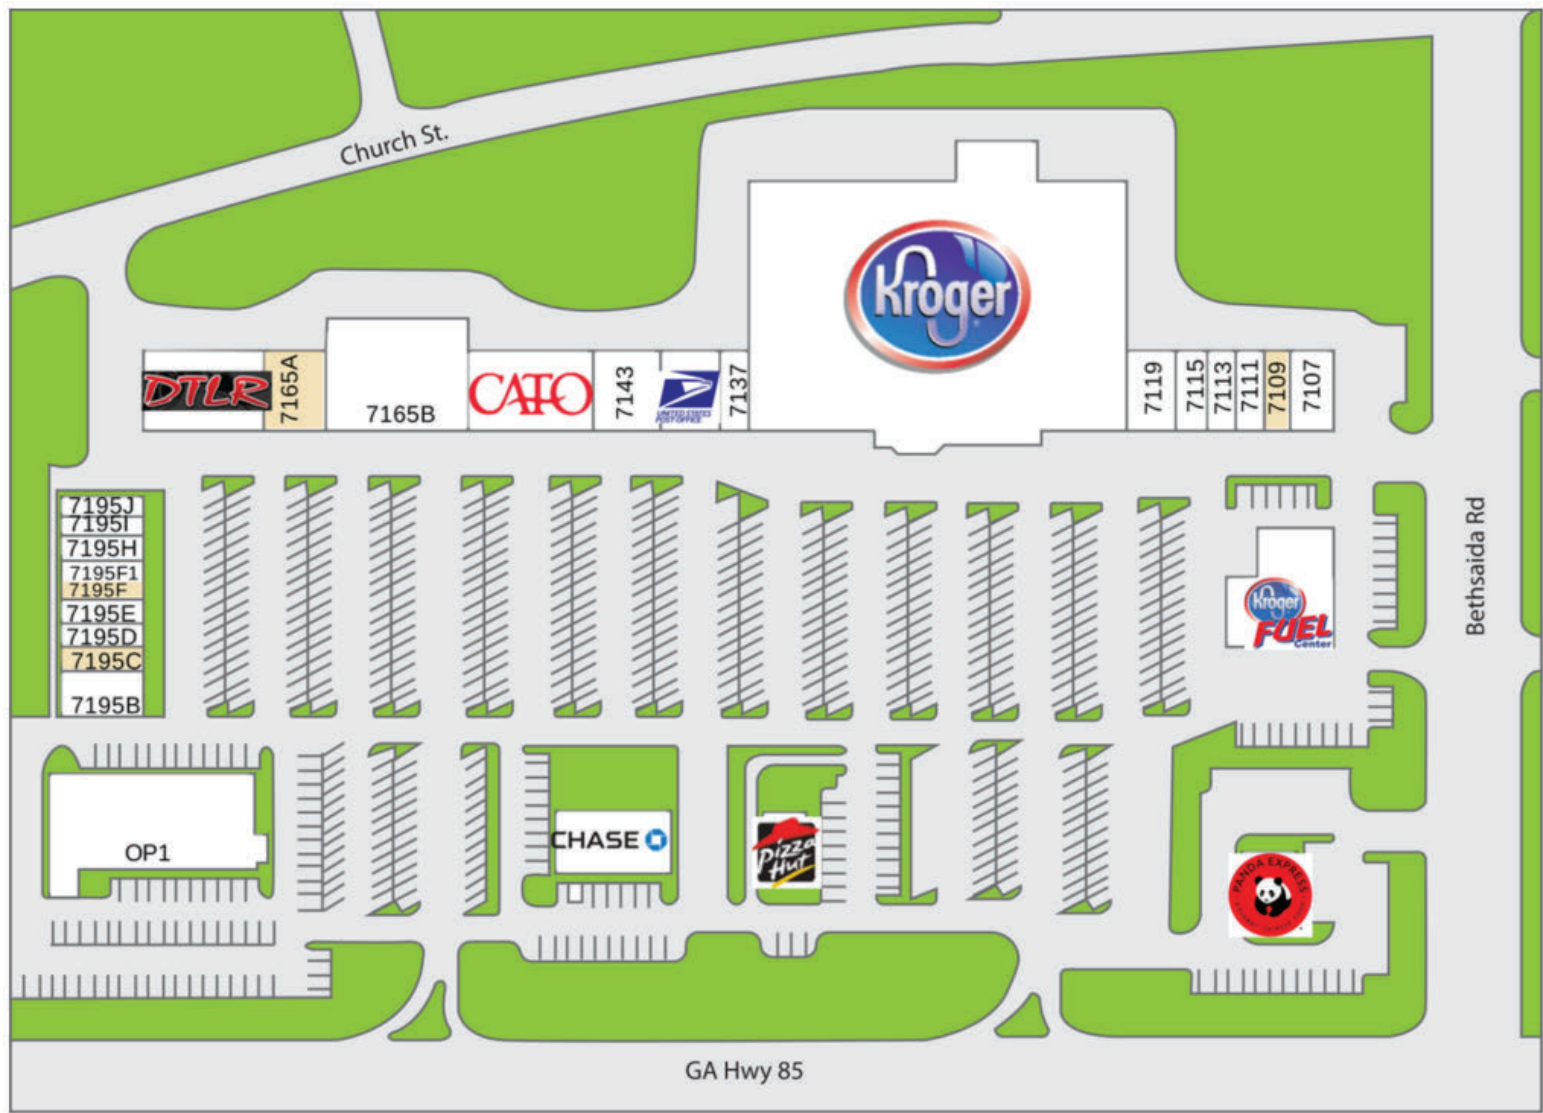 Church St.
Kroger
DTLR
7165A
7165B
CATO
7143
UNITED STATES
POST OFFICE
7137
7119
7115
7113
7111
7109
7107
7195J
7195I
7195H
7195F1
7195F
7195E
7195D
7195C
7195B
Kroger
FUEL
Center
Bethsaida Rd
OP1
CHASE
Pizza
Hut
PANDA EXPRESS
GA Hwy 85